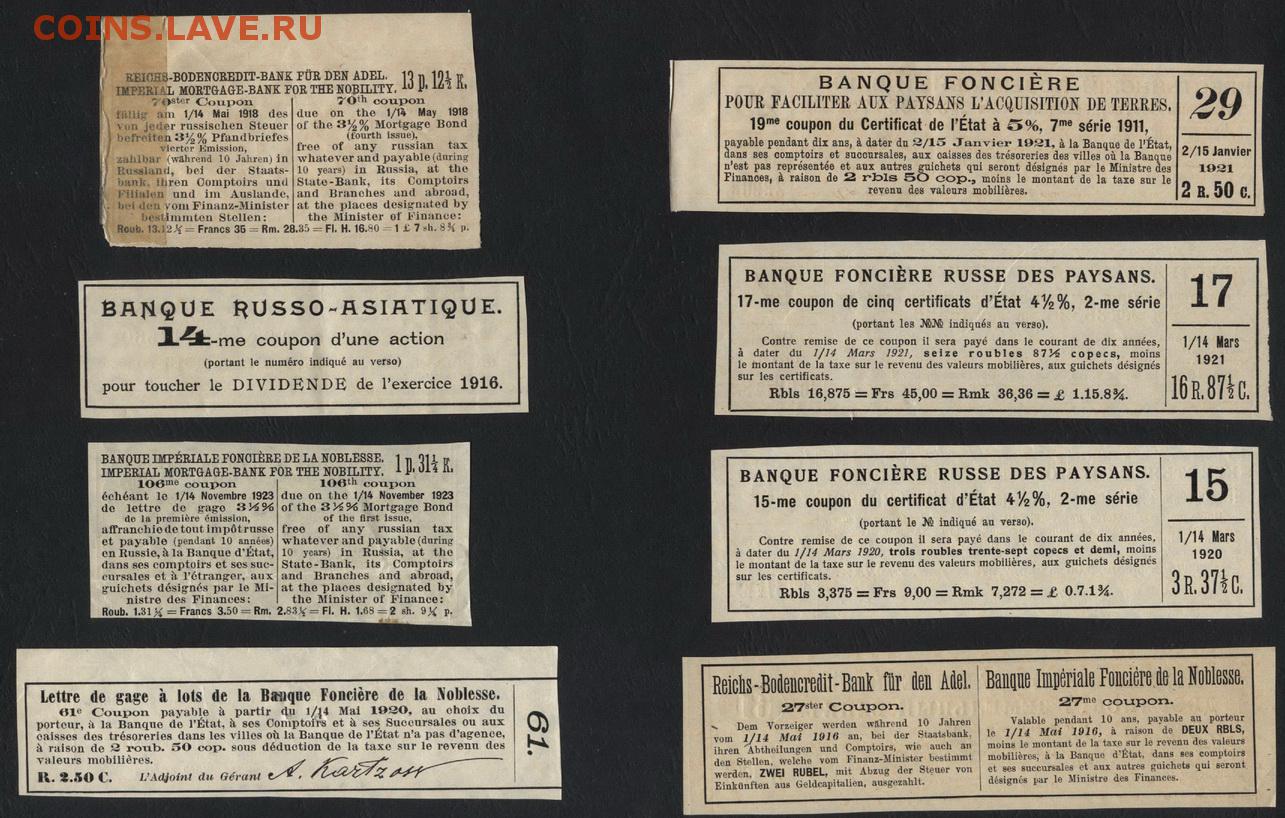 COINS.LAVE.RU
REICHS-BODENCREDIT-BANK FÜR DEN ADEL.
IMPERIAL MORTGAGE-BANK FOR THE NOBILITY.
13 р. 12½ К.
70ster Coupon
fällig am 1/14 Mai 1918 des
von jeder russischen Steuer
befreiten 3½% Pfandbriefes
vierter Emission,
zahlbar (während 10 Jahren) in
Russland, bei der Staats-
bank, ihren Comptoirs und
Filialen und im Auslande,
bei den vom Finanz-Minister
bestimmten Stellen:
70th coupon
due on the 1/14 May 1918
of the 3½% Mortgage Bond
(fourth issue),
free of any russian tax
whatever and payable (during
10 years) in Russia, at the
State-Bank, its Comptoirs
and Branches and abroad,
at the places designated by
the Minister of Finance:
Roub. 13.12½ = Francs 35 = Rm. 28.35 = Fl. H. 16.80 = 1 £ 7 sh. 8¾ p.
BANQUE RUSSO-ASIATIQUE.
14-me coupon d'une action
(portant le numéro indiqué au verso)
pour toucher le DIVIDENDE de l'exercice 1916.
BANQUE IMPÉRIALE FONCIÈRE DE LA NOBLESSE.
IMPERIAL MORTGAGE-BANK FOR THE NOBILITY.
1 р. 31¼ К.
106me coupon
échéant le 1/14 Novembre 1923
de lettre de gage 3½%
de la première émission,
affranchie de tout impôt russe
et payable (pendant 10 années)
en Russie, à la Banque d'État,
dans ses comptoirs et ses suc-
cursales et à l'étranger, aux
guichets désignés par le Mi-
nistre des Finances:
106th coupon
due on the 1/14 November 1923
of the 3½% Mortgage Bond
of the first issue,
free of any russian tax
whatever and payable (during
10 years) in Russia, at the
State-Bank, its Comptoirs
and Branches and abroad,
at the places designated by
the Minister of Finance:
Roub. 1.31¼ = Francs 3.50 = Rm. 2.83½ = Fl. H. 1.68 = 2 sh. 9¼ p.
Lettre de gage à lots de la Banque Foncière de la Noblesse.
61e Coupon payable à partir du 1/14 Mai 1920, au choix du
porteur, à la Banque de l'État, à ses Comptoirs et à ses Succursales ou aux
caisses des trésoreries dans les villes où la Banque de l'État n'a pas d'agence,
à raison de 2 roub. 50 cop. sous déduction de la taxe sur le revenu des
valeurs mobilières.
R. 2.50 C. L'Adjoint du Gérant A. Kartzoff
61.
BANQUE FONCIÈRE
POUR FACILITER AUX PAYSANS L'ACQUISITION DE TERRES.
19me coupon du Certificat de l'État à 5%, 7me série 1911,
payable pendant dix ans, à dater du 2/15 Janvier 1921, à la Banque de l'État,
dans ses comptoirs et succursales, aux caisses des trésoreries des villes où la Banque
n'est pas représentée et aux autres guichets qui seront désignés par le Ministre des
Finances, à raison de 2 rbls 50 cop., moins le montant de la taxe sur le
revenu des valeurs mobilières.
29
2/15 Janvier
1921
2 R. 50 C.
BANQUE FONCIÈRE RUSSE DES PAYSANS.
17-me coupon de cinq certificats d'État 4½%, 2-me série
(portant les №№ indiqués au verso).
Contre remise de ce coupon il sera payé dans le courant de dix années,
à dater du 1/14 Mars 1921, seize roubles 87½ copecs, moins
le montant de la taxe sur le revenu des valeurs mobilières, aux guichets désignés
sur les certificats.
Rbls 16,875 = Frs 45,00 = Rmk 36,36 = £ 1.15.8¾.
17
1/14 Mars
1921
16 R. 87½ C.
BANQUE FONCIÈRE RUSSE DES PAYSANS.
15-me coupon du certificat d'État 4½%, 2-me série
(portant le № indiqué au verso).
Contre remise de ce coupon il sera payé dans le courant de dix années,
à dater du 1/14 Mars 1920, trois roubles trente-sept copecs et demi, moins
le montant de la taxe sur le revenu des valeurs mobilières, aux guichets désignés
sur les certificats.
Rbls 3,375 = Frs 9,00 = Rmk 7,272 = £ 0.7.1¾.
15
1/14 Mars
1920
3 R. 37½ C.
Reichs-Bodencredit-Bank für den Adel.
27ster Coupon.
Dem Vorzeiger werden während 10 Jahren
vom 1/14 Mai 1916 an, bei der Staatsbank,
ihren Abtheilungen und Comptoirs, wie auch an
den Stellen, welche vom Finanz-Minister bestimmt
werden, ZWEI RUBEL, mit Abzug der Steuer von
Einkünften aus Geldcapitalien, ausgezahlt.
Banque Impériale Foncière de la Noblesse.
27me coupon.
Valable pendant 10 ans, payable au porteur
le 1/14 Mai 1916, à raison de DEUX RBLS,
moins le montant de la taxe sur le revenu des valeurs
mobilières, à la Banque d'État, dans ses comptoirs
et ses succursales et aux autres guichets qui seront
désignés par le Ministre des Finances.